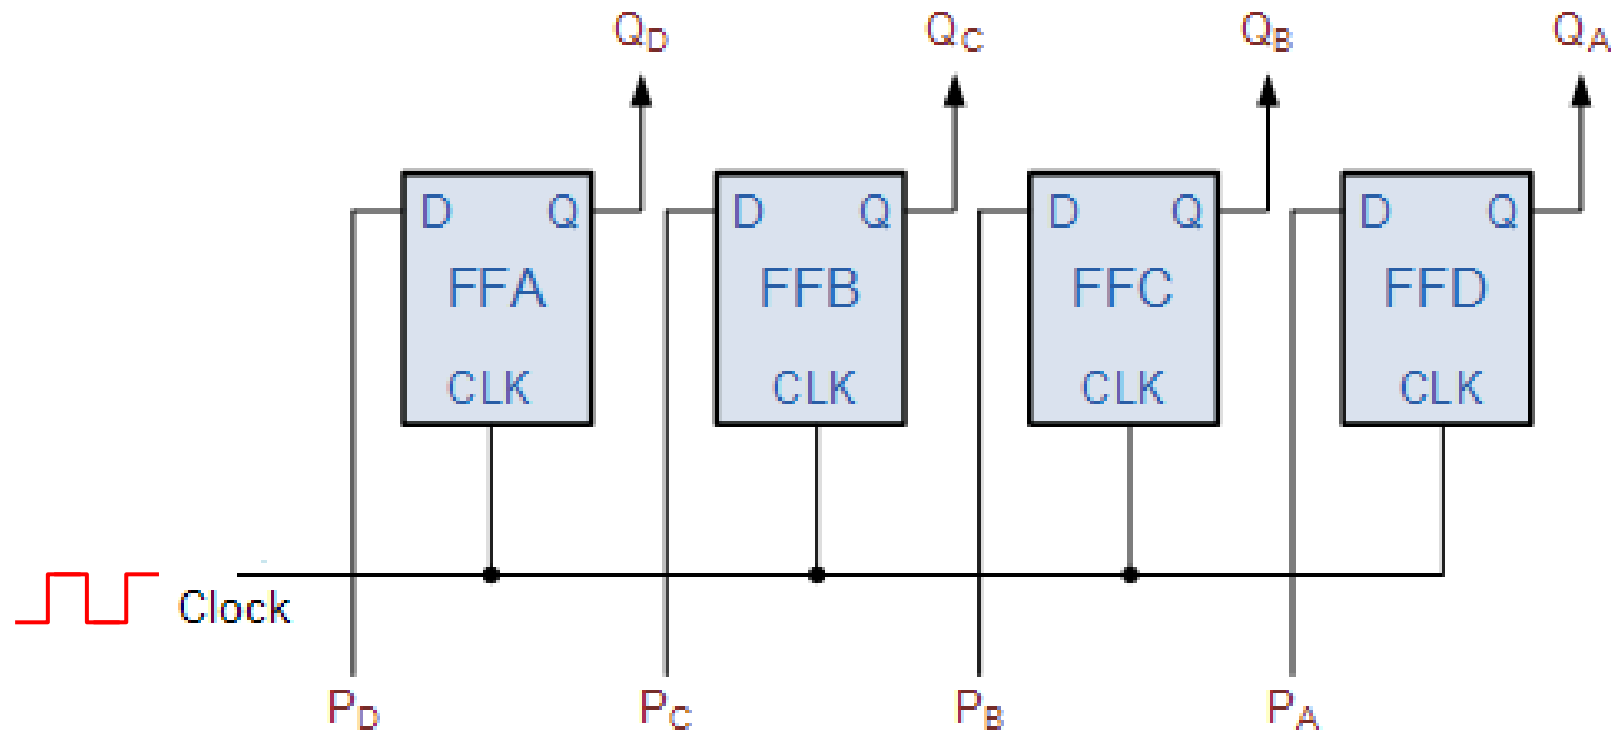 QD QC QB QA
D Q D Q D Q D Q
FFA FFB FFC FFD
CLK CLK CLK CLK
Clock
PD PC PB PA